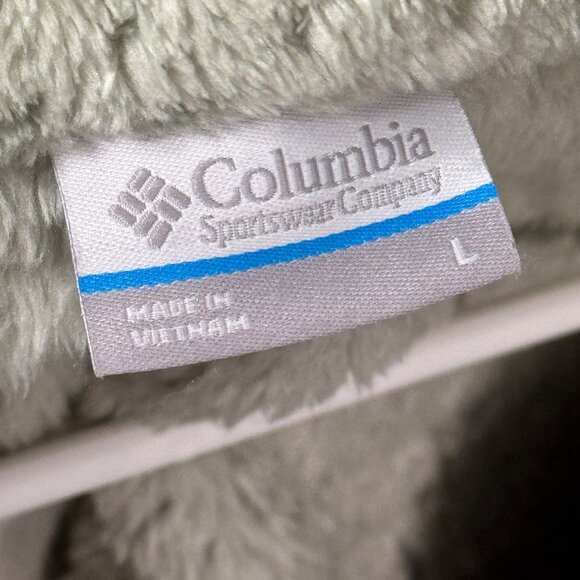 Columbia
Sportswear Company
L
MADE IN
VIETNAM